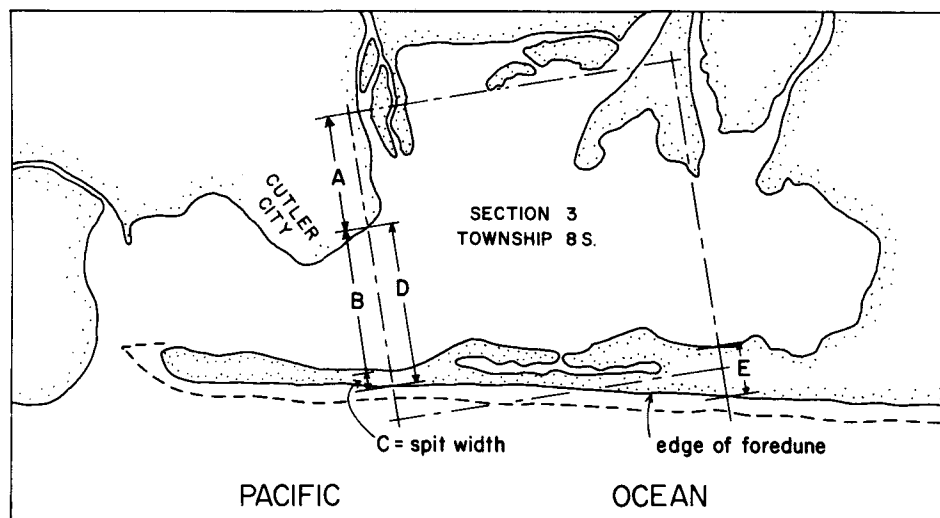 A
CUTLER
CITY
SECTION 3
TOWNSHIP 8 S.
B
D
E
C = spit width
edge of foredune
PACIFIC OCEAN